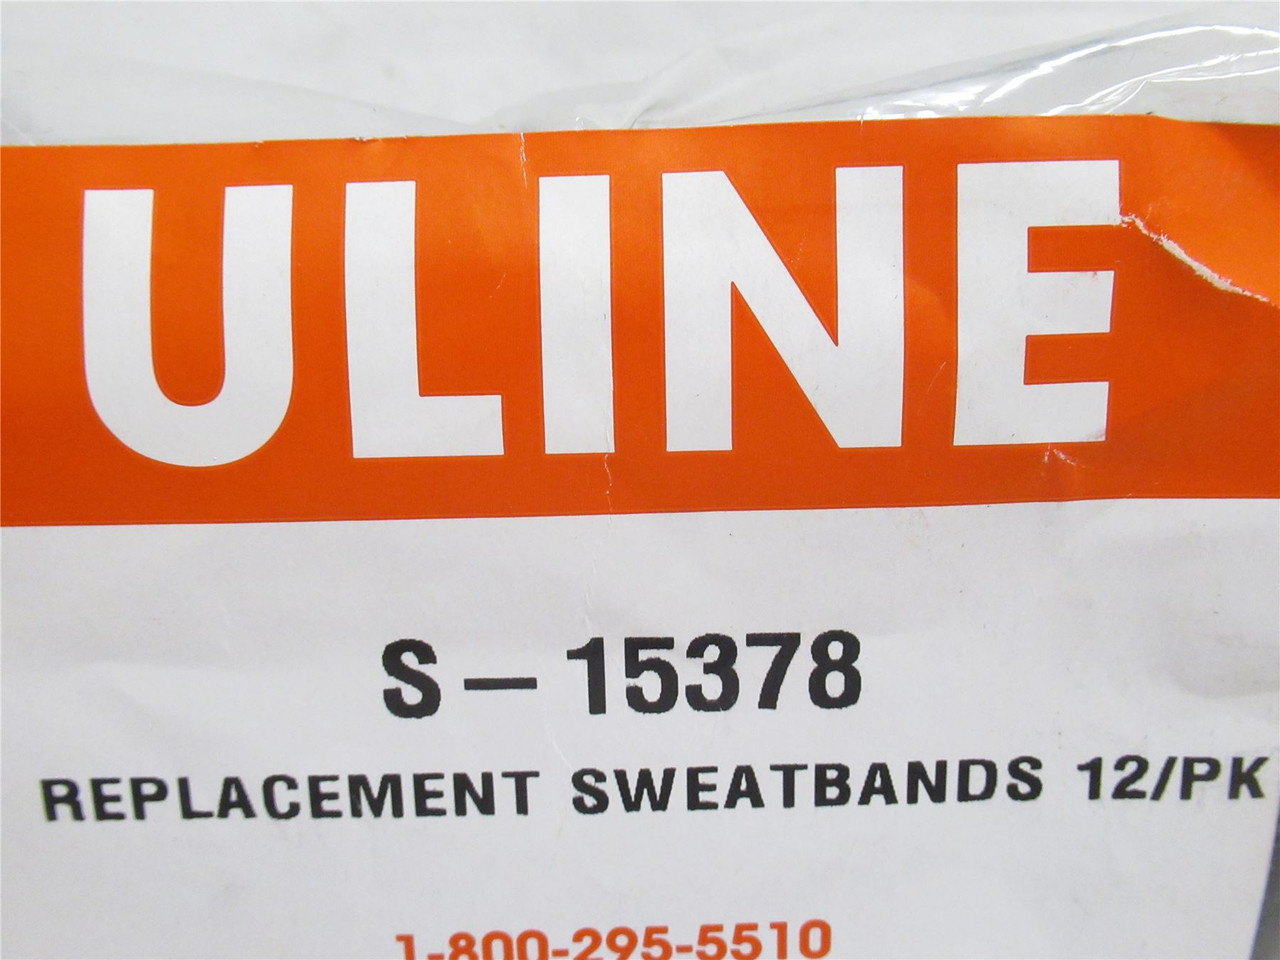 ULINE
S-15378
REPLACEMENT SWEATBANDS 12/PK
1-800-295-5510